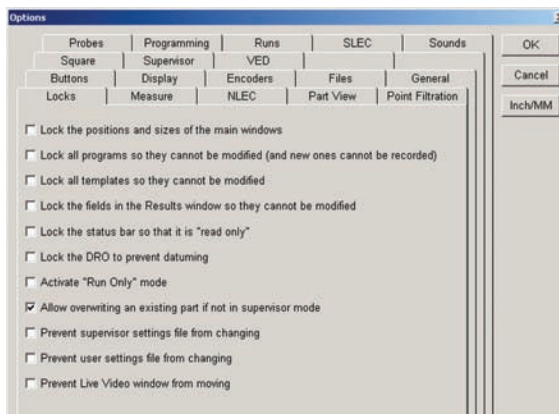 Options
Probes Programming Runs SLEC Sounds
Square Supervisor VED
Buttons Display Encoders Files General
Locks Measure NLEC Part View Point Filtration
OK
Cancel
Inch/MM
Lock the positions and sizes of the main windows
Lock all programs so they cannot be modified (and new ones cannot be recorded)
Lock all templates so they cannot be modified
Lock the fields in the Results window so they cannot be modified
Lock the status bar so that it is "read only"
Lock the DRO to prevent datuming
Activate "Run Only" mode
Allow overwriting an existing part if not in supervisor mode
Prevent supervisor settings file from changing
Prevent user settings file from changing
Prevent Live Video window from moving